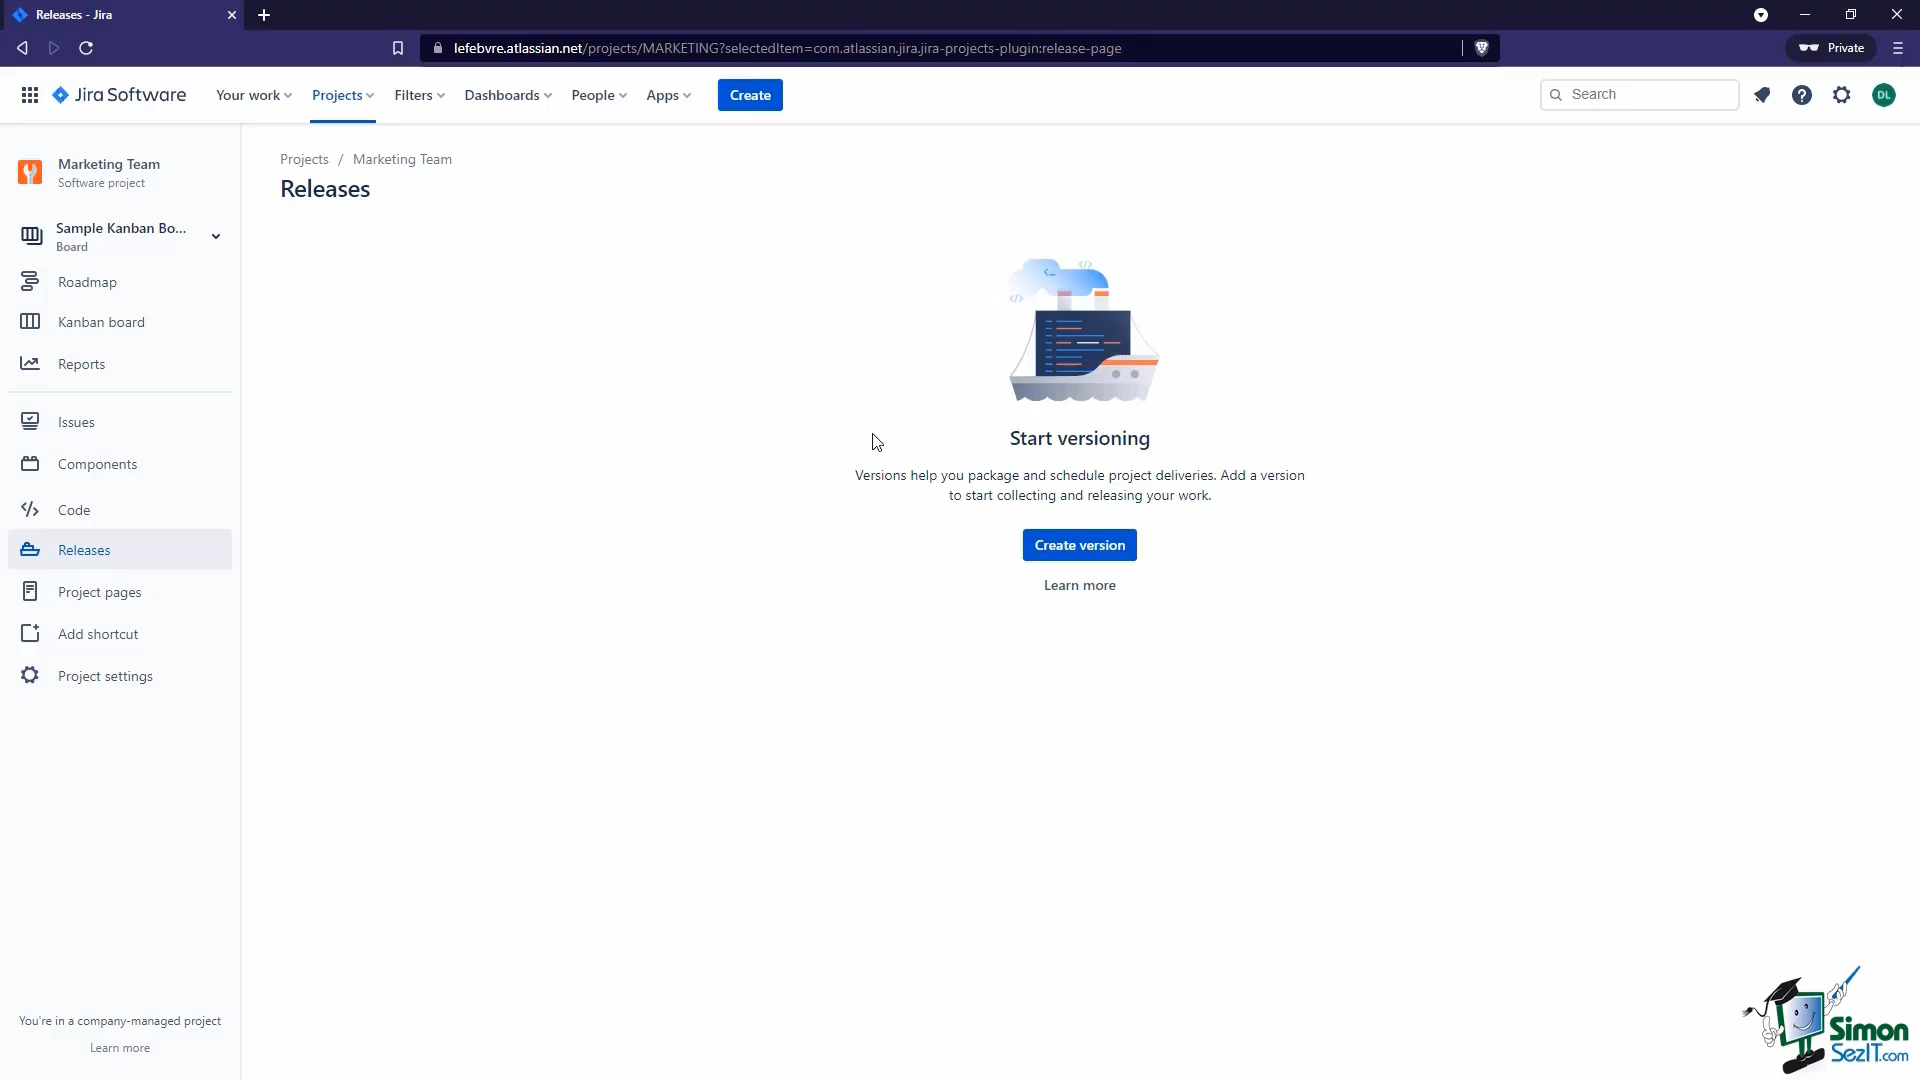 Releases - Jira
lefebvre.atlassian.net/projects/MARKETING?selectedItem=com.atlassian.jira.jira-projects-plugin:release-page
Private
Jira Software
Your work
Projects
Filters
Dashboards
People
Apps
Create
Search
DL
Marketing Team
Software project
Sample Kanban Bo...
Board
Roadmap
Kanban board
Reports
Issues
Components
Code
Releases
Project pages
Add shortcut
Project settings
You're in a company-managed project
Learn more
Projects / Marketing Team
Releases
Start versioning
Versions help you package and schedule project deliveries. Add a version
to start collecting and releasing your work.
Create version
Learn more
Simon
SezIT.com